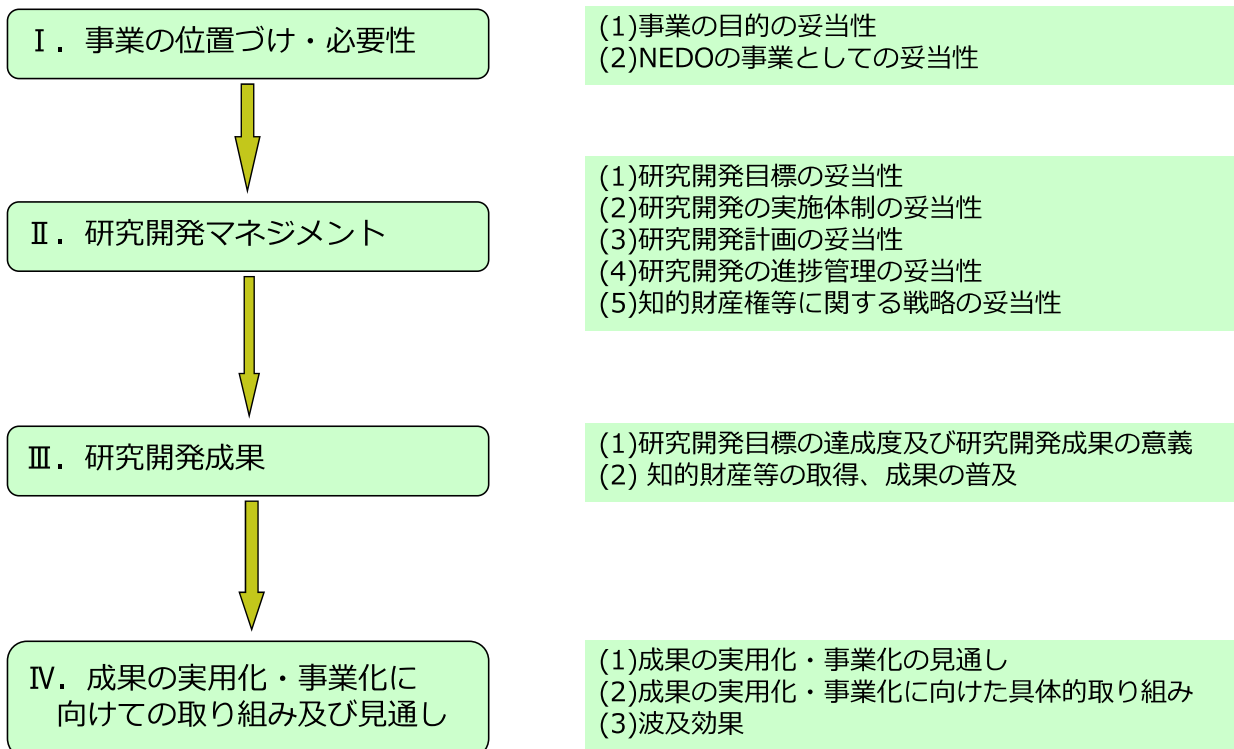 Ⅰ．事業の位置づけ・必要性
(1)事業の目的の妥当性
(2)NEDOの事業としての妥当性
Ⅱ．研究開発マネジメント
(1)研究開発目標の妥当性
(2)研究開発の実施体制の妥当性
(3)研究開発計画の妥当性
(4)研究開発の進捗管理の妥当性
(5)知的財産権等に関する戦略の妥当性
Ⅲ．研究開発成果
(1)研究開発目標の達成度及び研究開発成果の意義
(2) 知的財産等の取得、成果の普及
Ⅳ．成果の実用化・事業化に
向けての取り組み及び見通し
(1)成果の実用化・事業化の見通し
(2)成果の実用化・事業化に向けた具体的取り組み
(3)波及効果